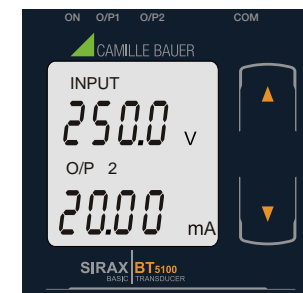 ON O/P1 O/P2 COM
CAMILLE BAUER
INPUT
250.0 V
O/P 2
20.00 mA
SIRAX BT5100
BASIC TRANSDUCER